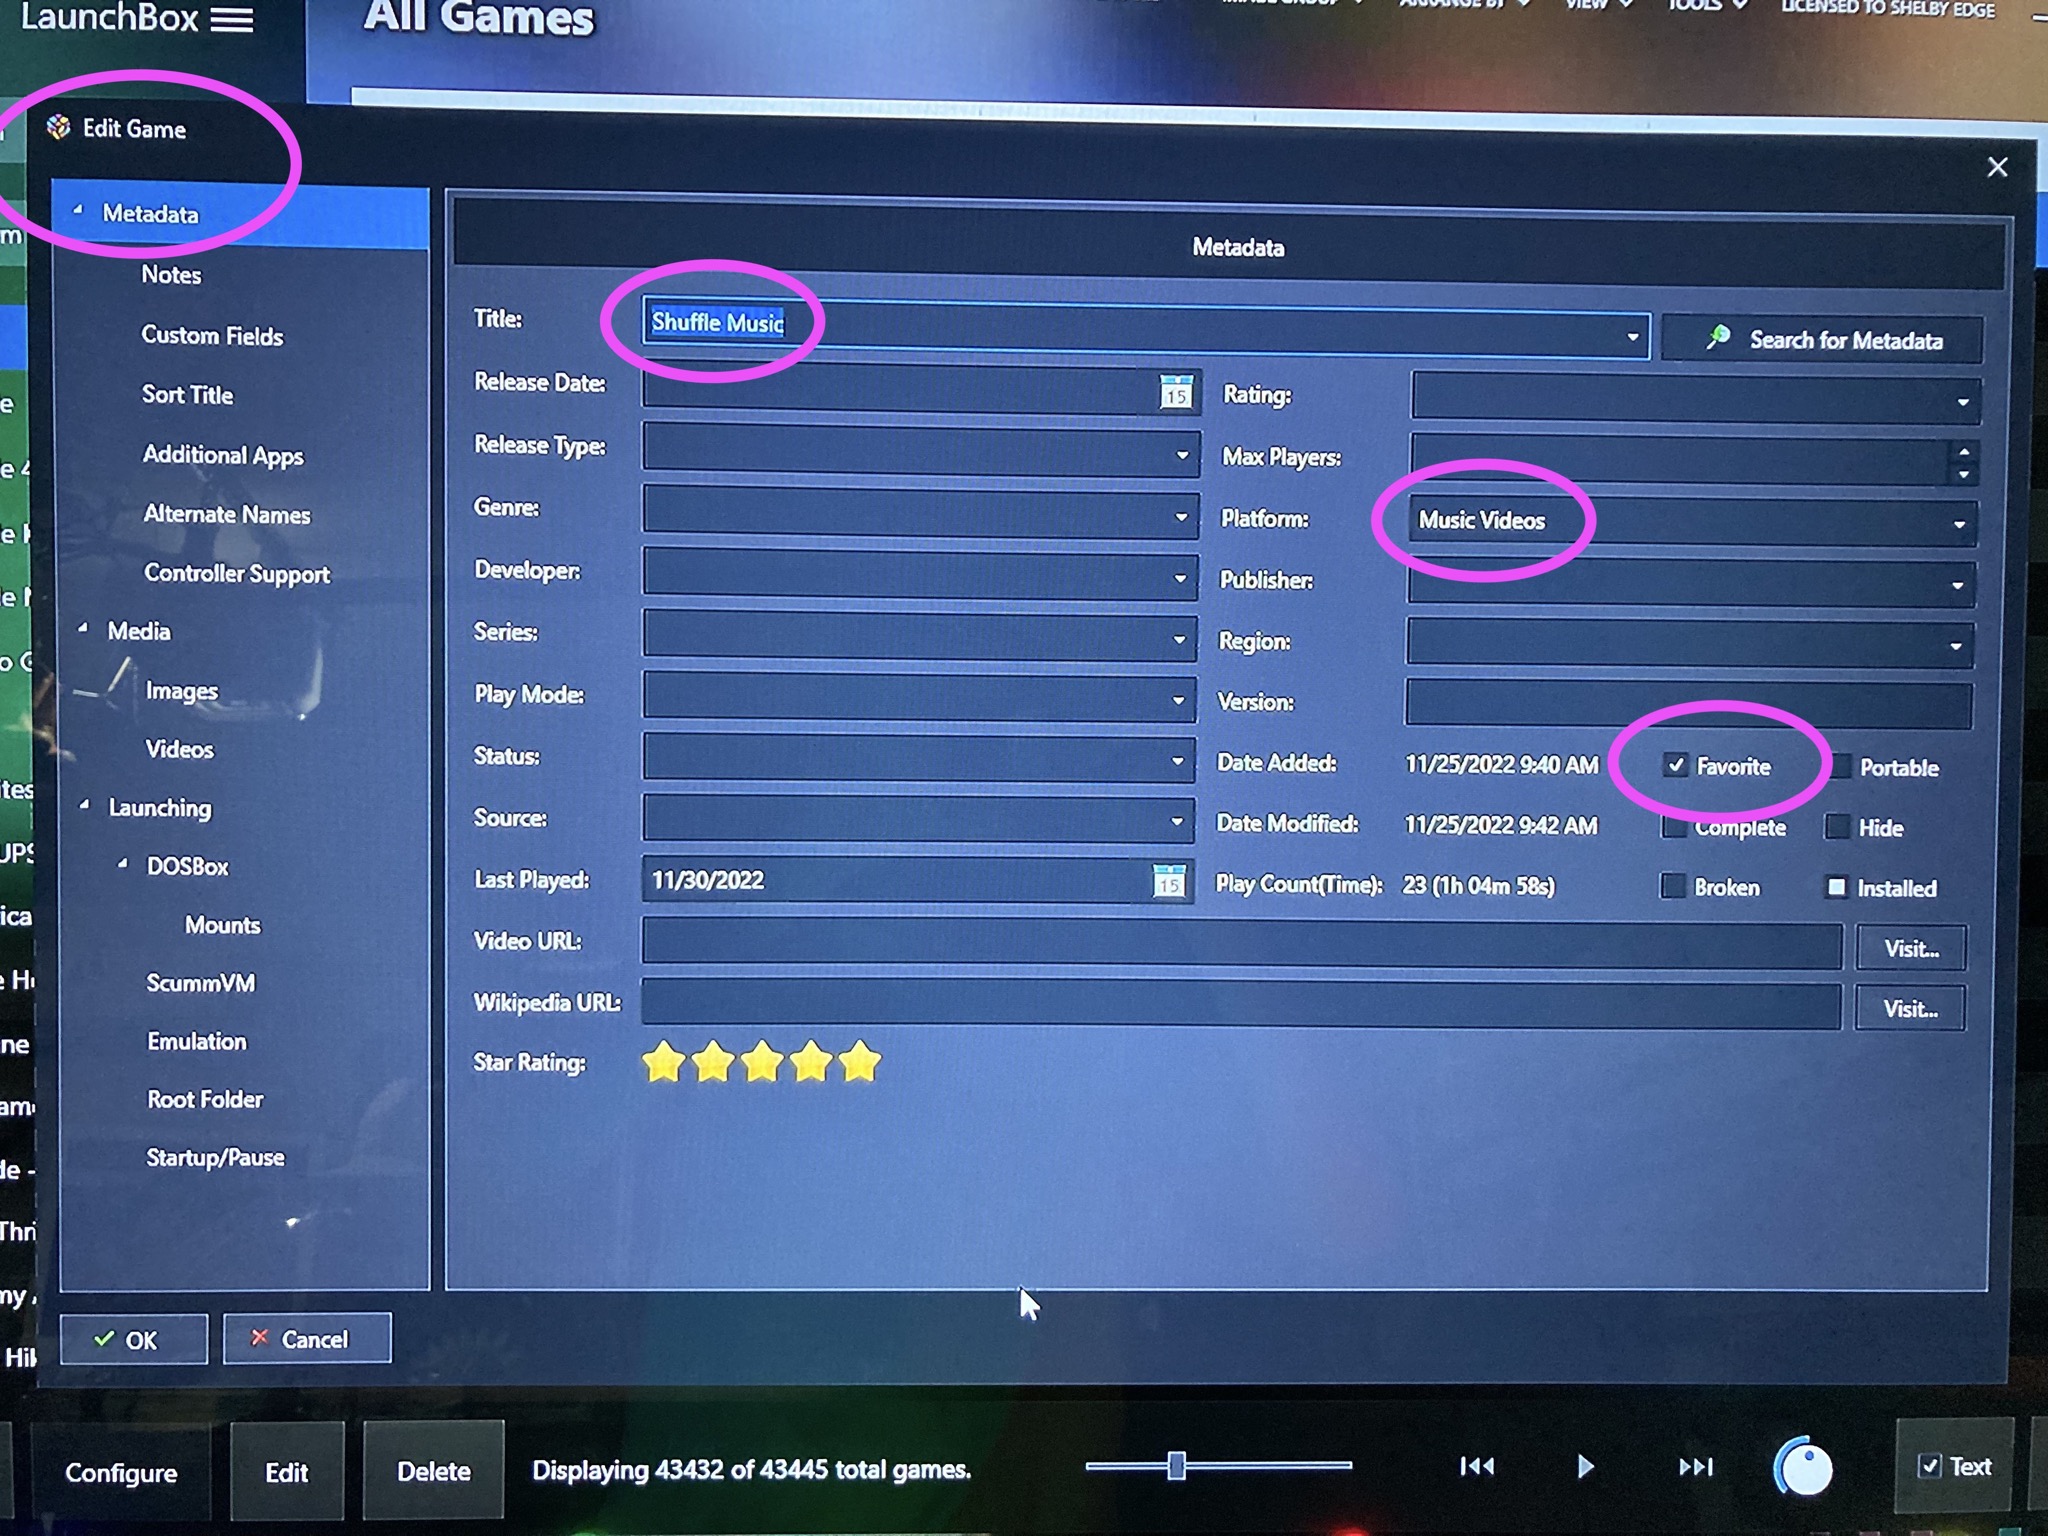 LaunchBox
All Games
VIEW
TOOLS
LICENSED TO SHELBY EDGE
Edit Game
Metadata
Notes
Custom Fields
Sort Title
Additional Apps
Alternate Names
Controller Support
Media
Images
Videos
Launching
DOSBox
Mounts
ScummVM
Emulation
Root Folder
Startup/Pause
Metadata
Title: Shuffle Music Search for Metadata
Release Date: 15 Rating:
Release Type: Max Players:
Genre: Platform: Music Videos
Developer: Publisher:
Series: Region:
Play Mode: Version:
Status: Date Added: 11/25/2022 9:40 AM Favorite Portable
Source: Date Modified: 11/25/2022 9:42 AM Complete Hide
Last Played: 11/30/2022 15 Play Count(Time): 23 (1h 04m 58s) Broken Installed
Video URL: Visit...
Wikipedia URL: Visit...
Star Rating:
OK Cancel
Configure Edit Delete Displaying 43432 of 43445 total games. Text